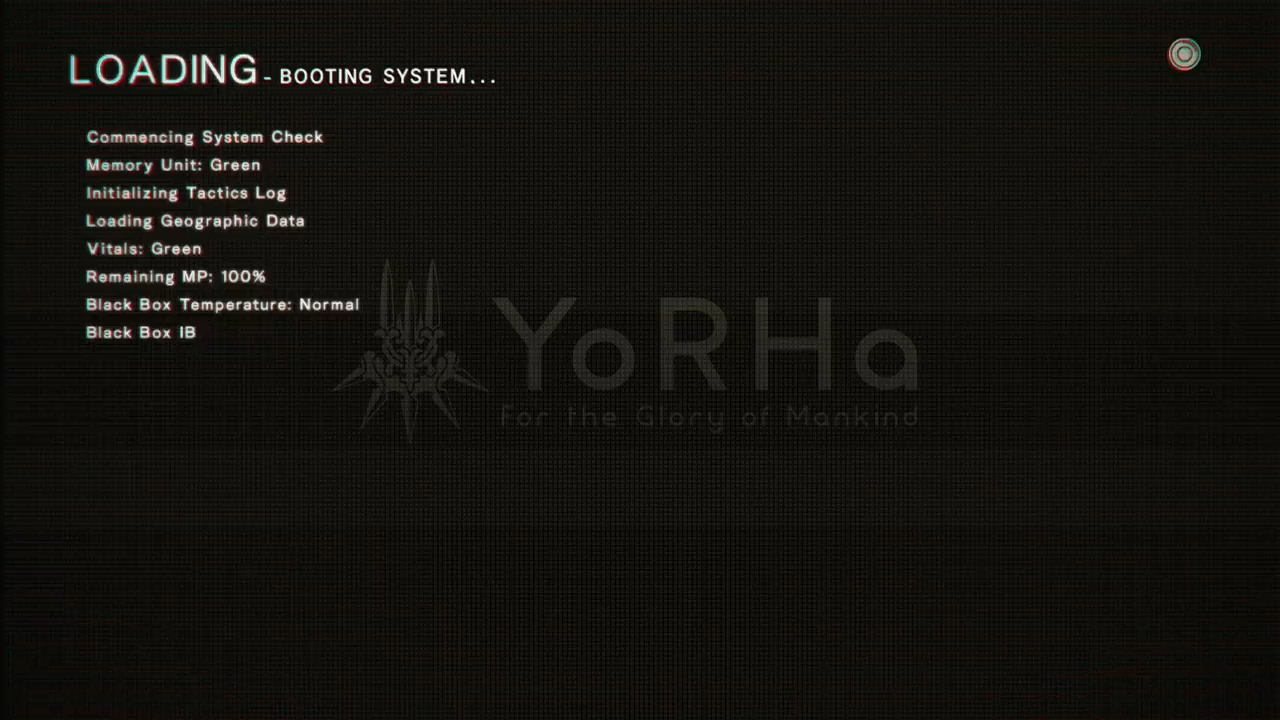 LOADING - BOOTING SYSTEM...
Commencing System Check
Memory Unit: Green
Initializing Tactics Log
Loading Geographic Data
Vitals: Green
Remaining MP: 100%
Black Box Temperature: Normal
Black Box IB
YoRHa
For the Glory of Mankind